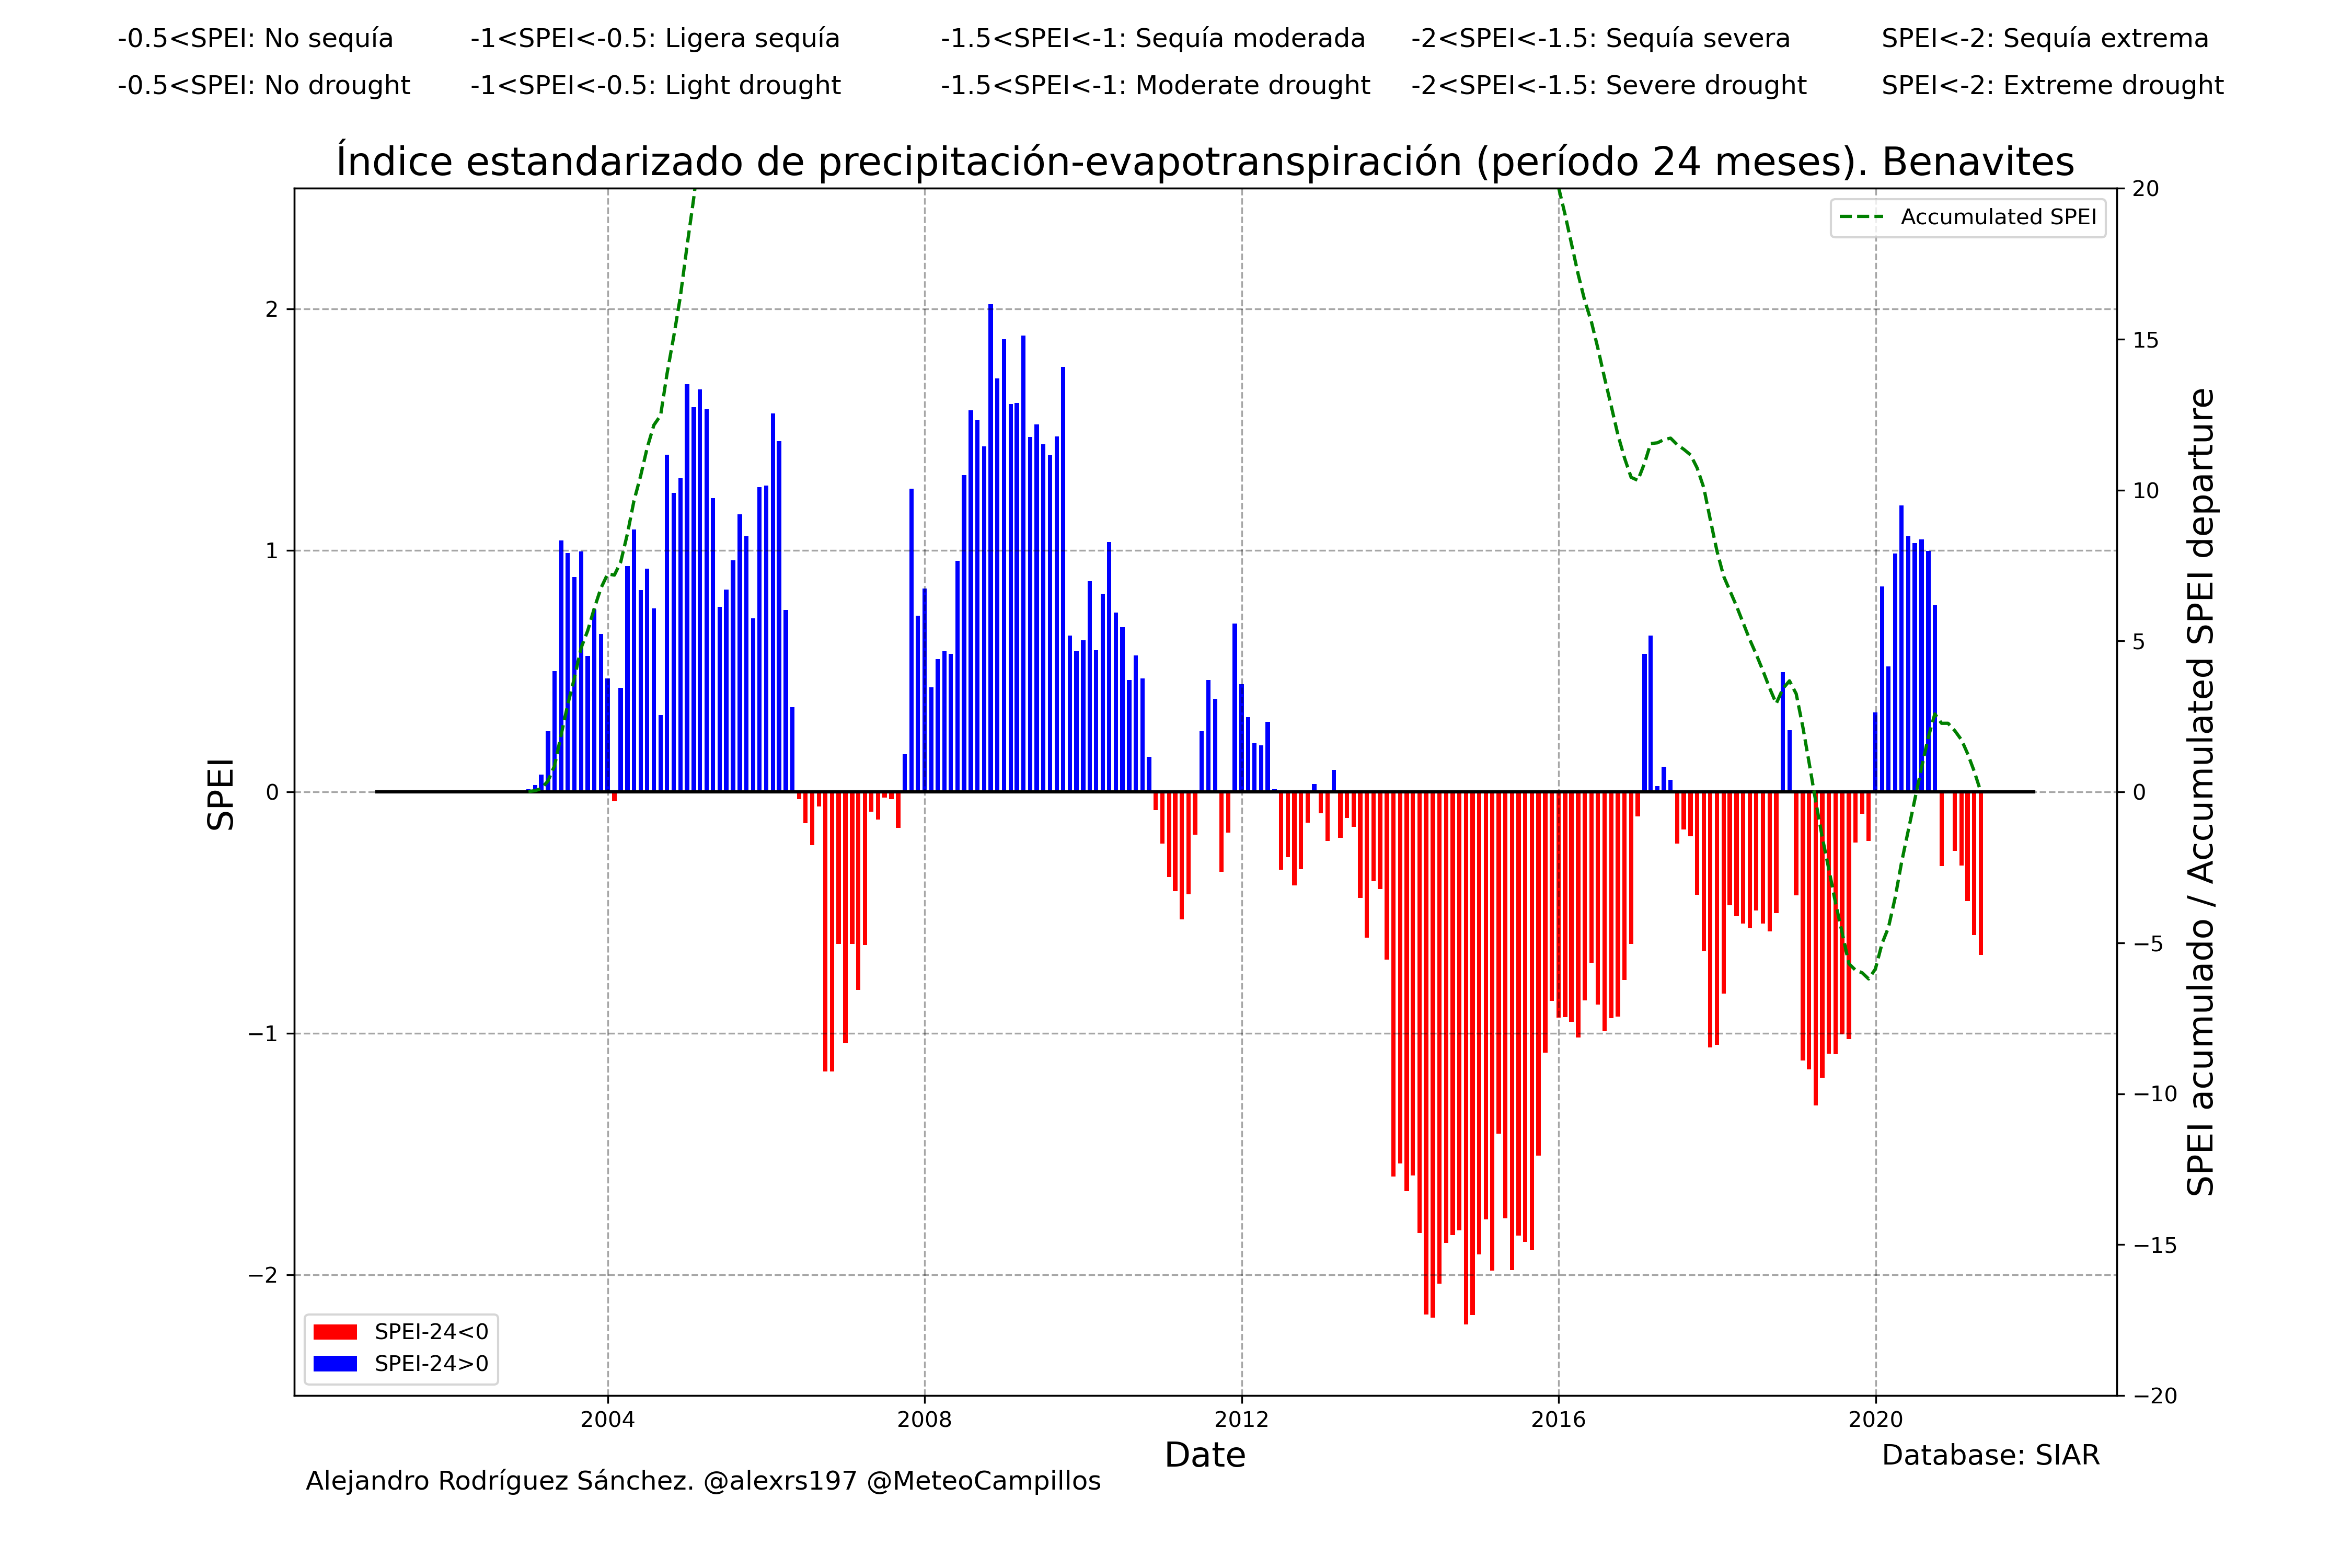 -0.5<SPEI: No sequía
-1<SPEI<-0.5: Ligera sequía
-1.5<SPEI<-1: Sequía moderada
-2<SPEI<-1.5: Sequía severa
SPEI<-2: Sequía extrema
-0.5<SPEI: No drought
-1<SPEI<-0.5: Light drought
-1.5<SPEI<-1: Moderate drought
-2<SPEI<-1.5: Severe drought
SPEI<-2: Extreme drought
Índice estandarizado de precipitación-evapotranspiración (período 24 meses). Benavites
SPEI
2
1
0
−1
−2
Accumulated SPEI
SPEI-24<0
SPEI-24>0
20
15
10
5
0
−5
−10
−15
−20
SPEI acumulado / Accumulated SPEI departure
2004
2008
2012
2016
2020
Date
Database: SIAR
Alejandro Rodríguez Sánchez. @alexrs197 @MeteoCampillos